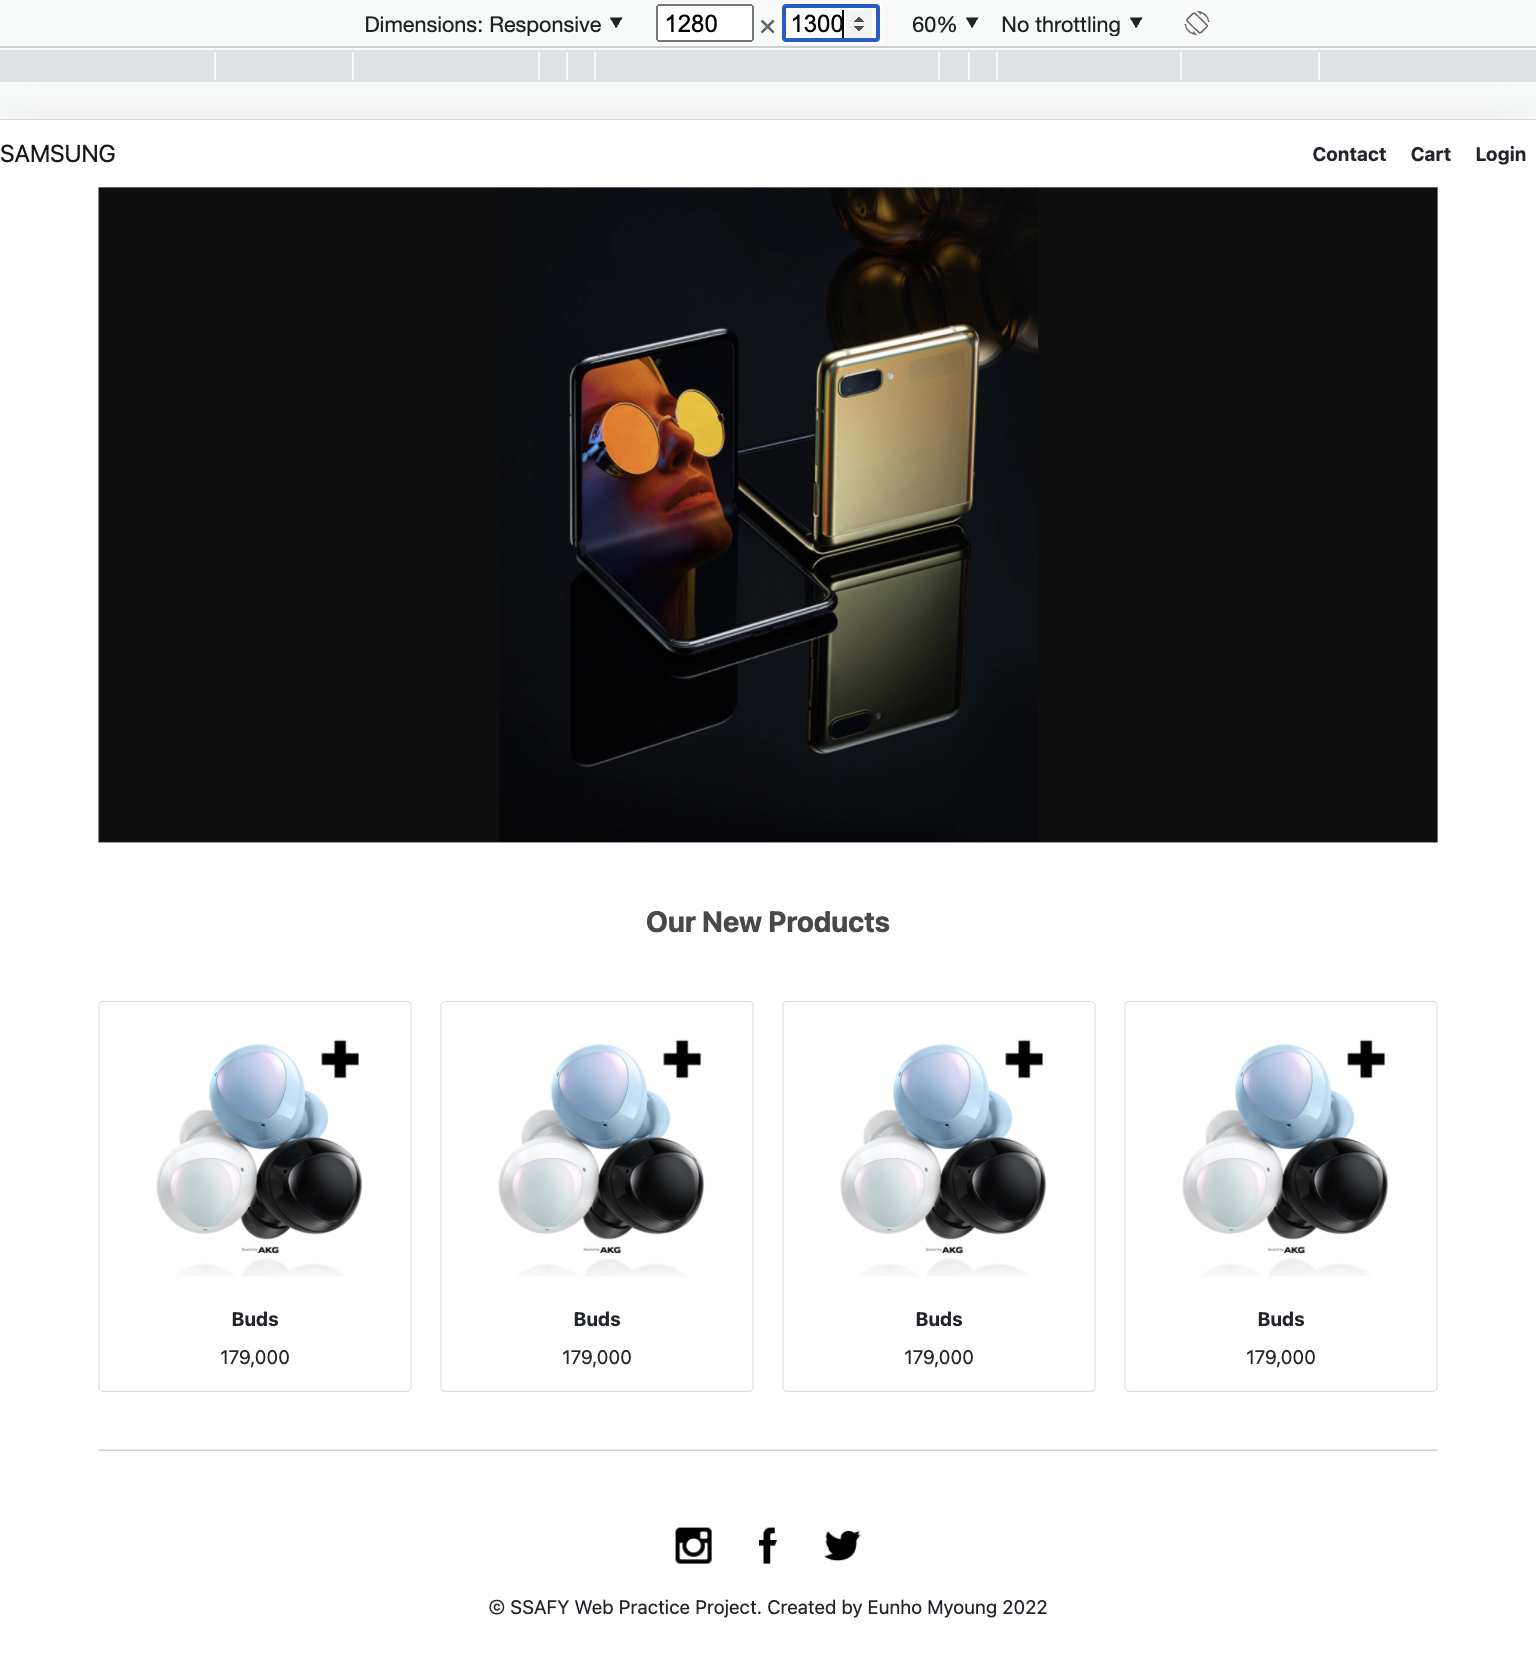 Dimensions: Responsive ▼ 1280 × 1300 60% ▼ No throttling ▼
SAMSUNG Contact Cart Login
Our New Products
AKG AKG AKG AKG
Buds Buds Buds Buds
179,000 179,000 179,000 179,000
© SSAFY Web Practice Project. Created by Eunho Myoung 2022